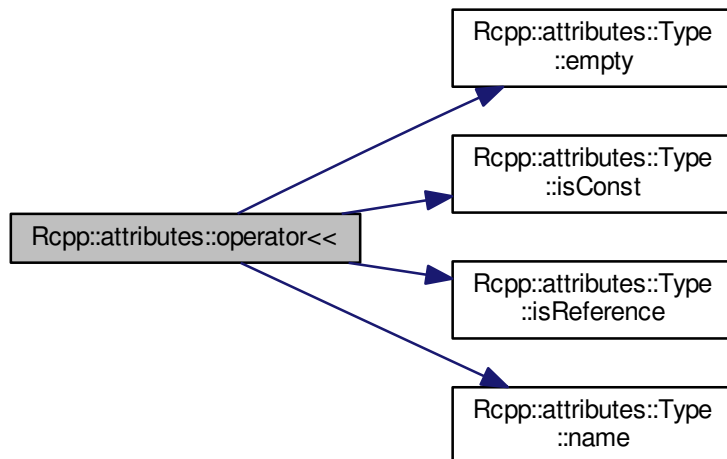 Rcpp::attributes::Type
::empty
Rcpp::attributes::Type
::isConst
Rcpp::attributes::operator<<
Rcpp::attributes::Type
::isReference
Rcpp::attributes::Type
::name